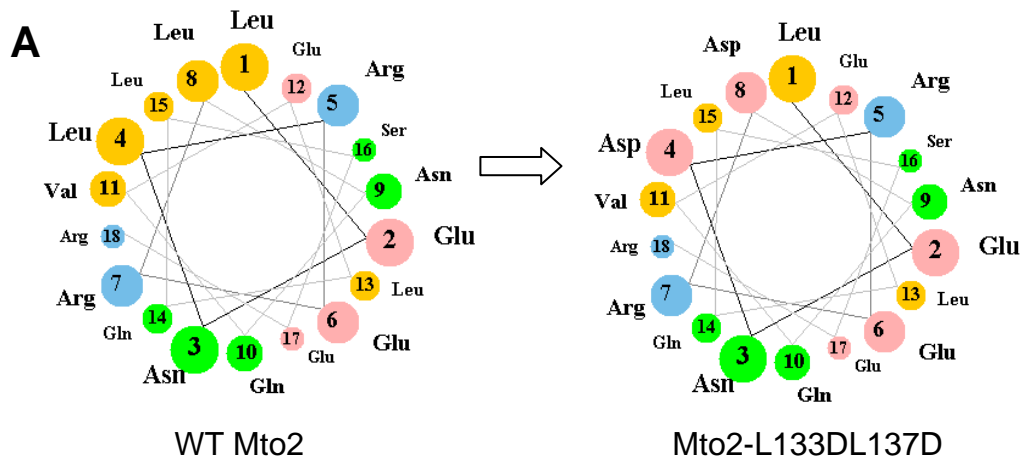 A
Leu
Leu
Glu
Arg
Leu
Leu
Val
Arg
Arg
Gln
Asn
Gln
Glu
Glu
Leu
Glu
Asn
Ser
1
2
3
4
5
6
7
8
9
10
11
12
13
14
15
16
17
18
WT Mto2
Leu
Asp
Glu
Arg
Leu
Asp
Val
Arg
Arg
Gln
Asn
Gln
Glu
Glu
Leu
Glu
Asn
Ser
1
2
3
4
5
6
7
8
9
10
11
12
13
14
15
16
17
18
Mto2-L133DL137D